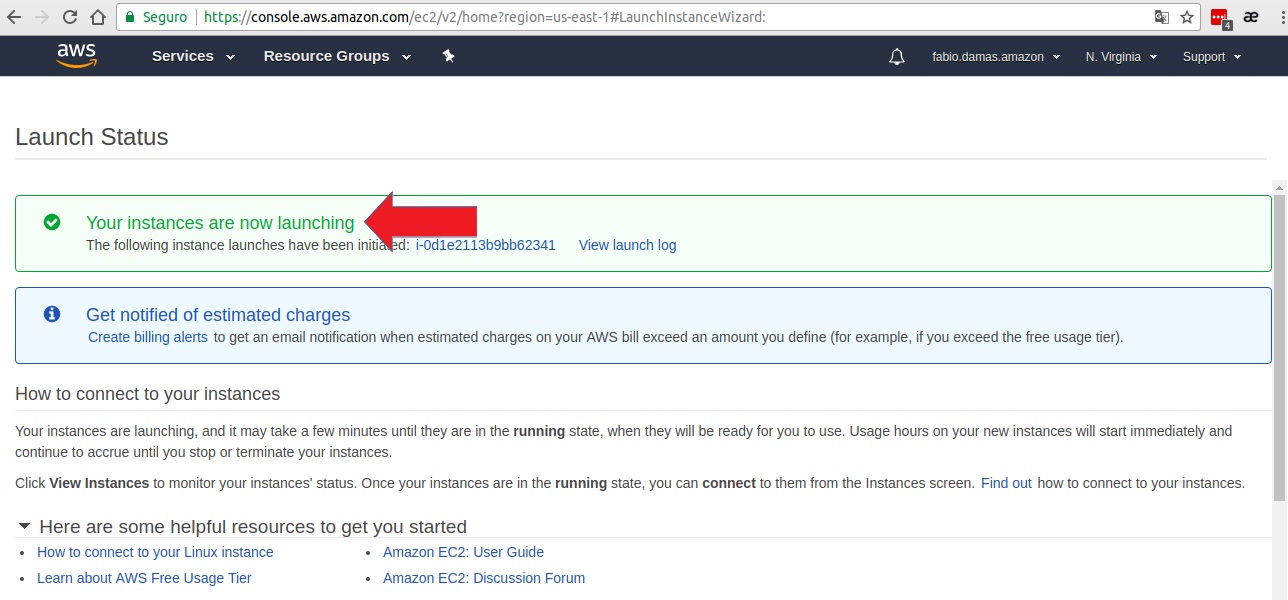 Seguro https://console.aws.amazon.com/ec2/v2/home?region=us-east-1#LaunchInstanceWizard: 4 æ
aws Services Resource Groups fabio.damas.amazon N. Virginia Support
Launch Status
Your instances are now launching
The following instance launches have been initiated: i-0d1e2113b9bb62341 View launch log
Get notified of estimated charges
Create billing alerts to get an email notification when estimated charges on your AWS bill exceed an amount you define (for example, if you exceed the free usage tier).
How to connect to your instances
Your instances are launching, and it may take a few minutes until they are in the running state, when they will be ready for you to use. Usage hours on your new instances will start immediately and
continue to accrue until you stop or terminate your instances.
Click View Instances to monitor your instances' status. Once your instances are in the running state, you can connect to them from the Instances screen. Find out how to connect to your instances.
Here are some helpful resources to get you started
• How to connect to your Linux instance • Amazon EC2: User Guide
• Learn about AWS Free Usage Tier • Amazon EC2: Discussion Forum